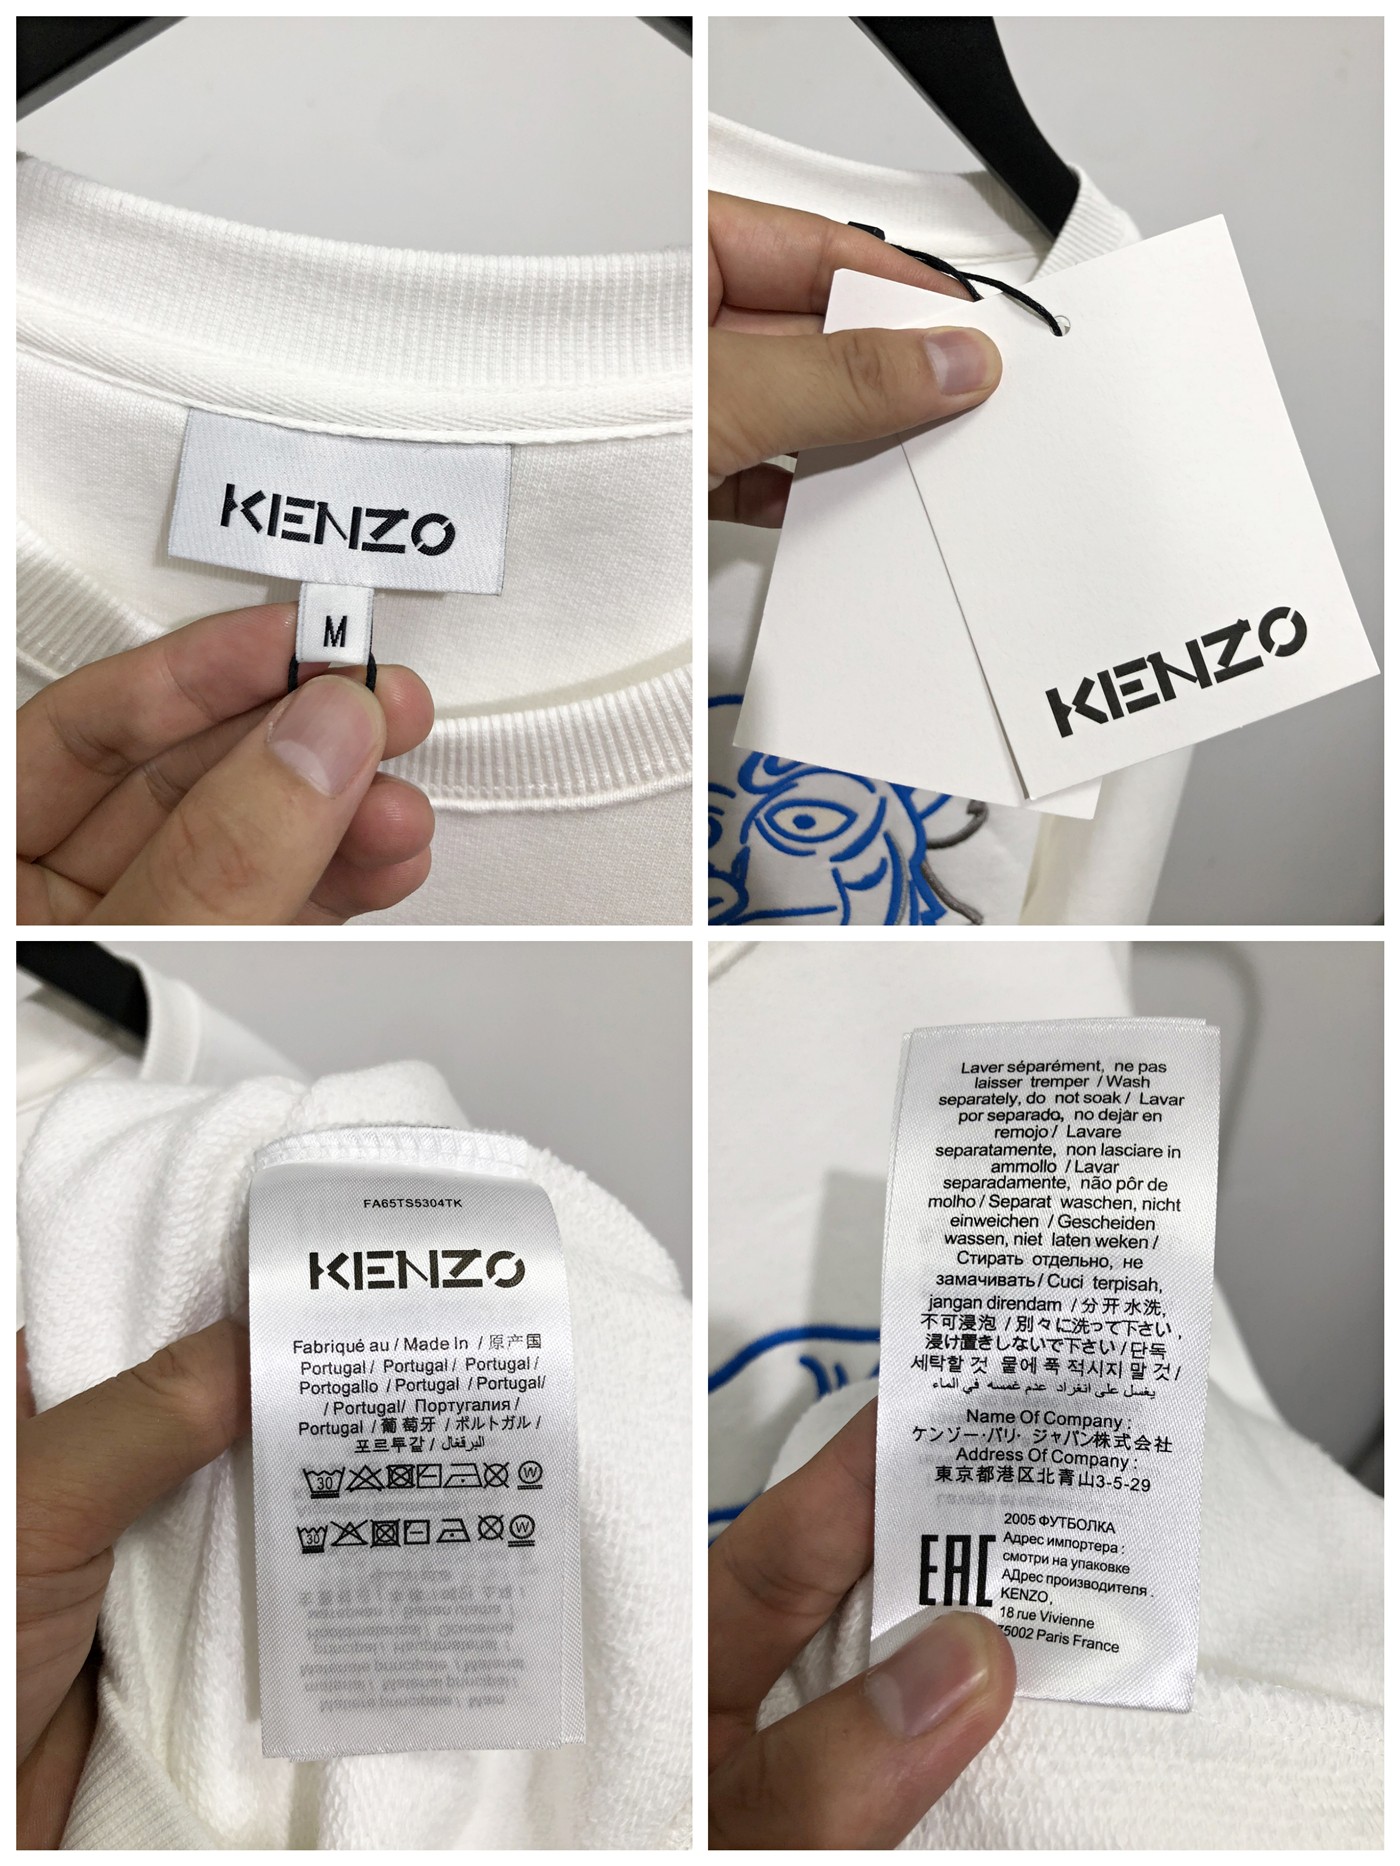 KENZO
M
KENZO
FA65TS5304TK
KENZO
Fabriqué au / Made In / 原产国
Portugal / Portugal / Portugal /
Portogallo / Portugal / Portugal/
/ Portugal/ Португалия /
Portugal / 葡萄牙 / ポルトガル /
포르투갈 / البرتغال
30
W
30
W
Laver séparément, ne pas
laisser tremper / Wash
separately, do not soak / Lavar
por separado, no dejar en
remojo / Lavare
separatamente, non lasciare in
ammollo / Lavar
separadamente, não pôr de
molho / Separat waschen, nicht
einweichen / Gescheiden
wassen, niet laten weken /
Стирать отдельно, не
замачивать / Cuci terpisah,
jangan direndam / 分开水洗,
不可浸泡 / 別々に洗って下さい,
浸け置きしないで下さい / 단독
세탁할 것 물에 푹 적시지 말 것 /
يغسل على انفراد عدم غمسه في الماء
Name Of Company :
ケンゾー·パリ· ジャパン株式会社
Address Of Company :
東京都港区北青山3-5-29
EAC
2005 ФУТБОЛКА
Адрес импортера :
смотри на упаковке
АДрес производителя .
KENZO,
18 rue Vivienne
75002 Paris France